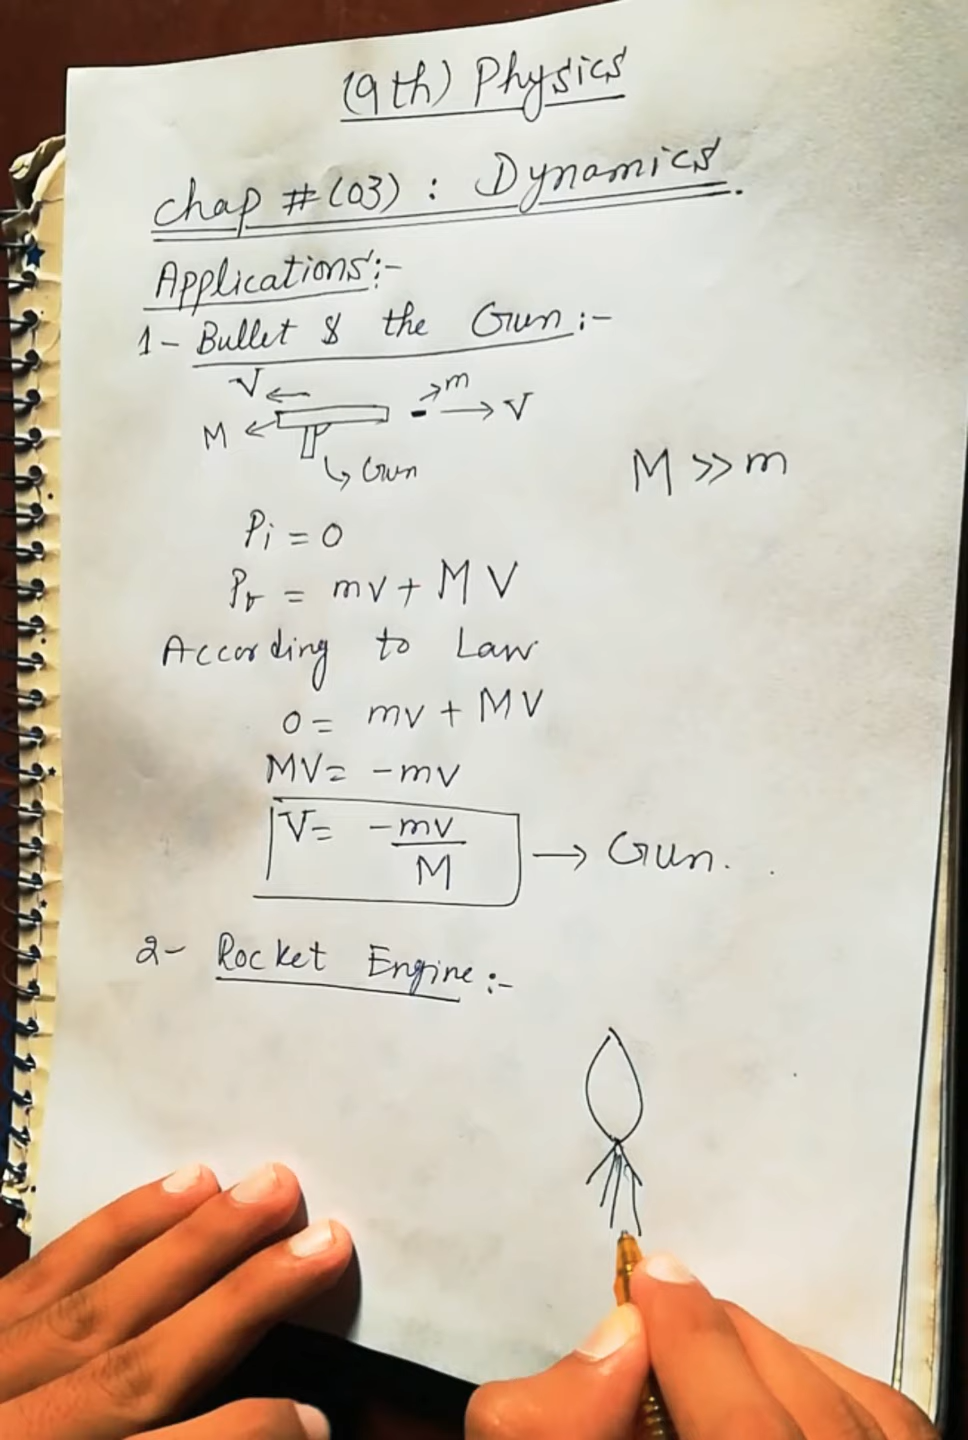 (9th) Physics
Chap # (03) : Dynamics.
Applications:-
1- Bullet & the Gun:-
V m
M V
Gun
M >> m
Pi = 0
Pf = mv + MV
According to Law
0 = mv + MV
MV = -mv
V = -mv/M → Gun.
2- Rocket Engine:-